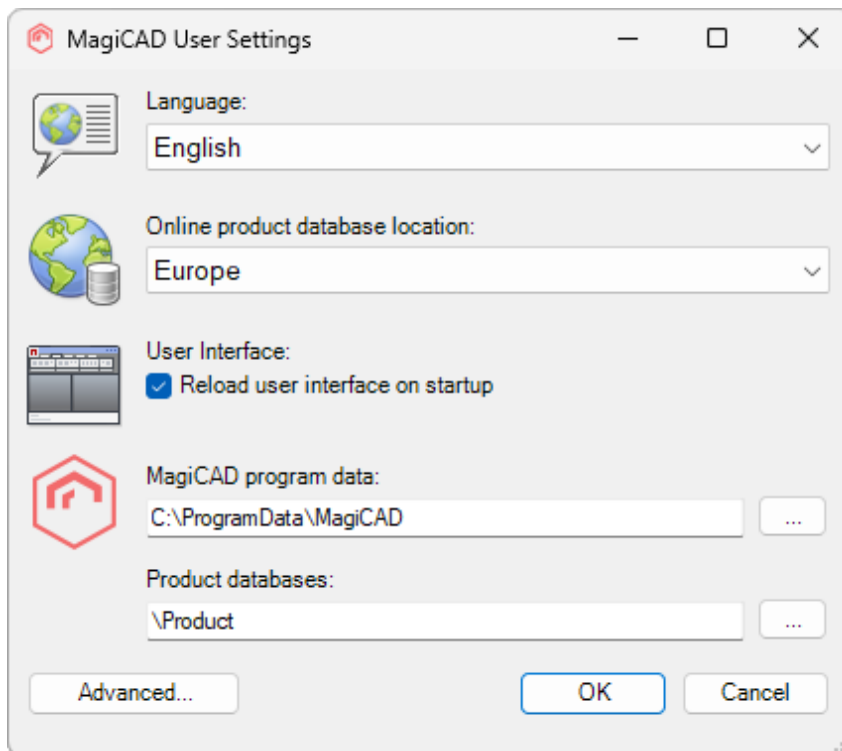 MagiCAD User Settings
Language:
English
Online product database location:
Europe
User Interface:
Reload user interface on startup
MagiCAD program data:
C:\ProgramData\MagiCAD
...
Product databases:
\Product
...
Advanced...
OK
Cancel